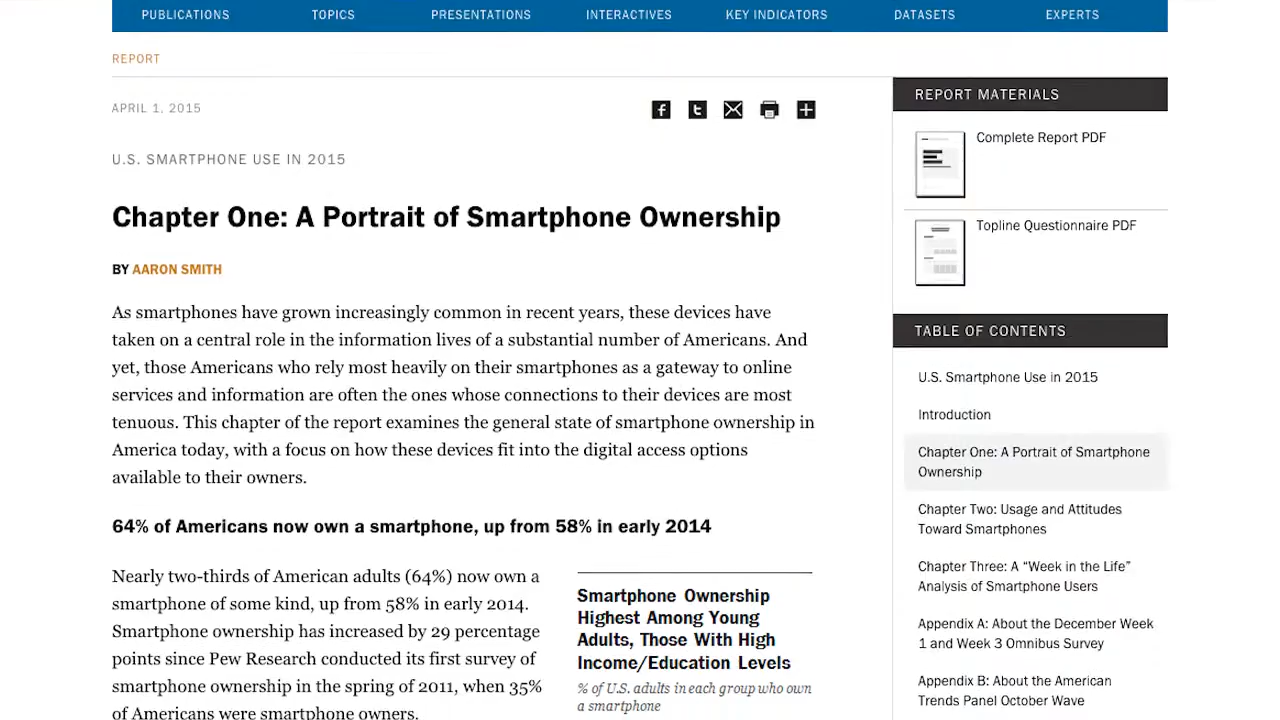 PUBLICATIONS TOPICS PRESENTATIONS INTERACTIVES KEY INDICATORS DATASETS EXPERTS
REPORT
APRIL 1, 2015
U.S. SMARTPHONE USE IN 2015
Chapter One: A Portrait of Smartphone Ownership
BY AARON SMITH
As smartphones have grown increasingly common in recent years, these devices have
taken on a central role in the information lives of a substantial number of Americans. And
yet, those Americans who rely most heavily on their smartphones as a gateway to online
services and information are often the ones whose connections to their devices are most
tenuous. This chapter of the report examines the general state of smartphone ownership in
America today, with a focus on how these devices fit into the digital access options
available to their owners.
64% of Americans now own a smartphone, up from 58% in early 2014
Nearly two-thirds of American adults (64%) now own a
smartphone of some kind, up from 58% in early 2014.
Smartphone ownership has increased by 29 percentage
points since Pew Research conducted its first survey of
smartphone ownership in the spring of 2011, when 35%
of Americans were smartphone owners.
Smartphone Ownership
Highest Among Young
Adults, Those With High
Income/Education Levels
% of U.S. adults in each group who own
a smartphone
REPORT MATERIALS
Complete Report PDF
Topline Questionnaire PDF
TABLE OF CONTENTS
U.S. Smartphone Use in 2015
Introduction
Chapter One: A Portrait of Smartphone
Ownership
Chapter Two: Usage and Attitudes
Toward Smartphones
Chapter Three: A “Week in the Life”
Analysis of Smartphone Users
Appendix A: About the December Week
1 and Week 3 Omnibus Survey
Appendix B: About the American
Trends Panel October Wave